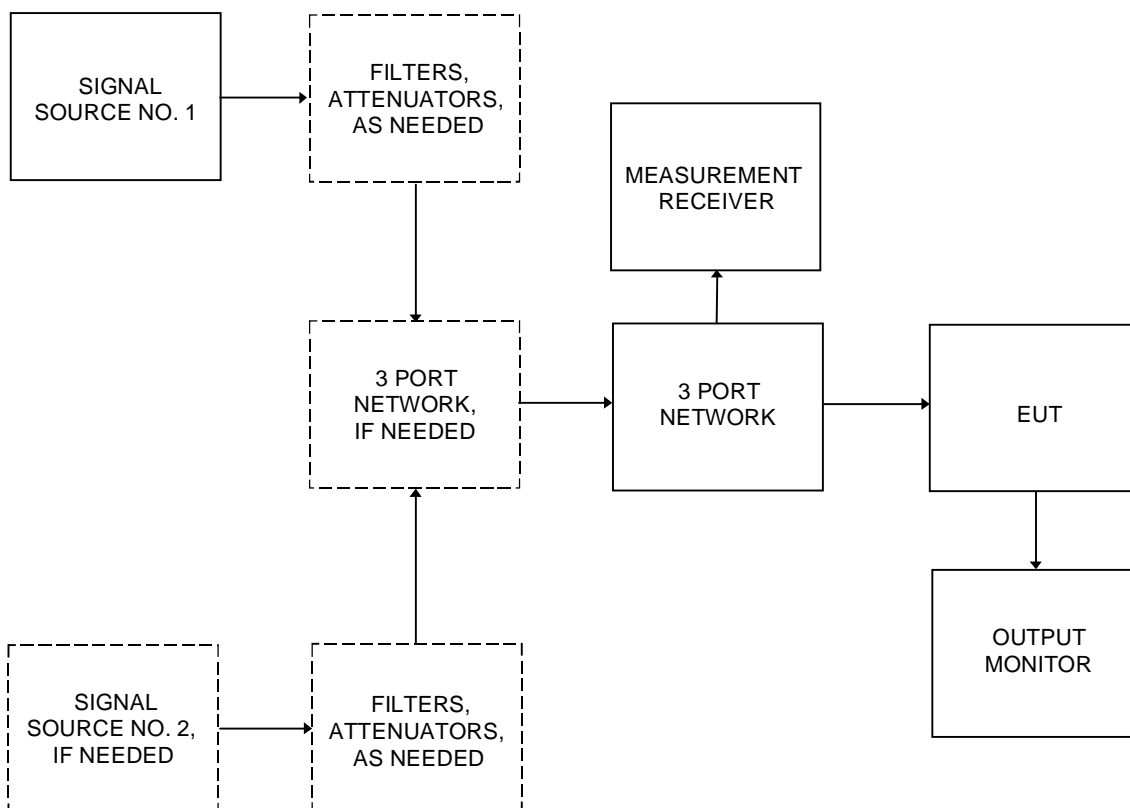 SIGNAL
SOURCE NO. 1
FILTERS,
ATTENUATORS,
AS NEEDED
MEASUREMENT
RECEIVER
3 PORT
NETWORK,
IF NEEDED
3 PORT
NETWORK
EUT
OUTPUT
MONITOR
SIGNAL
SOURCE NO. 2,
IF NEEDED
FILTERS,
ATTENUATORS,
AS NEEDED